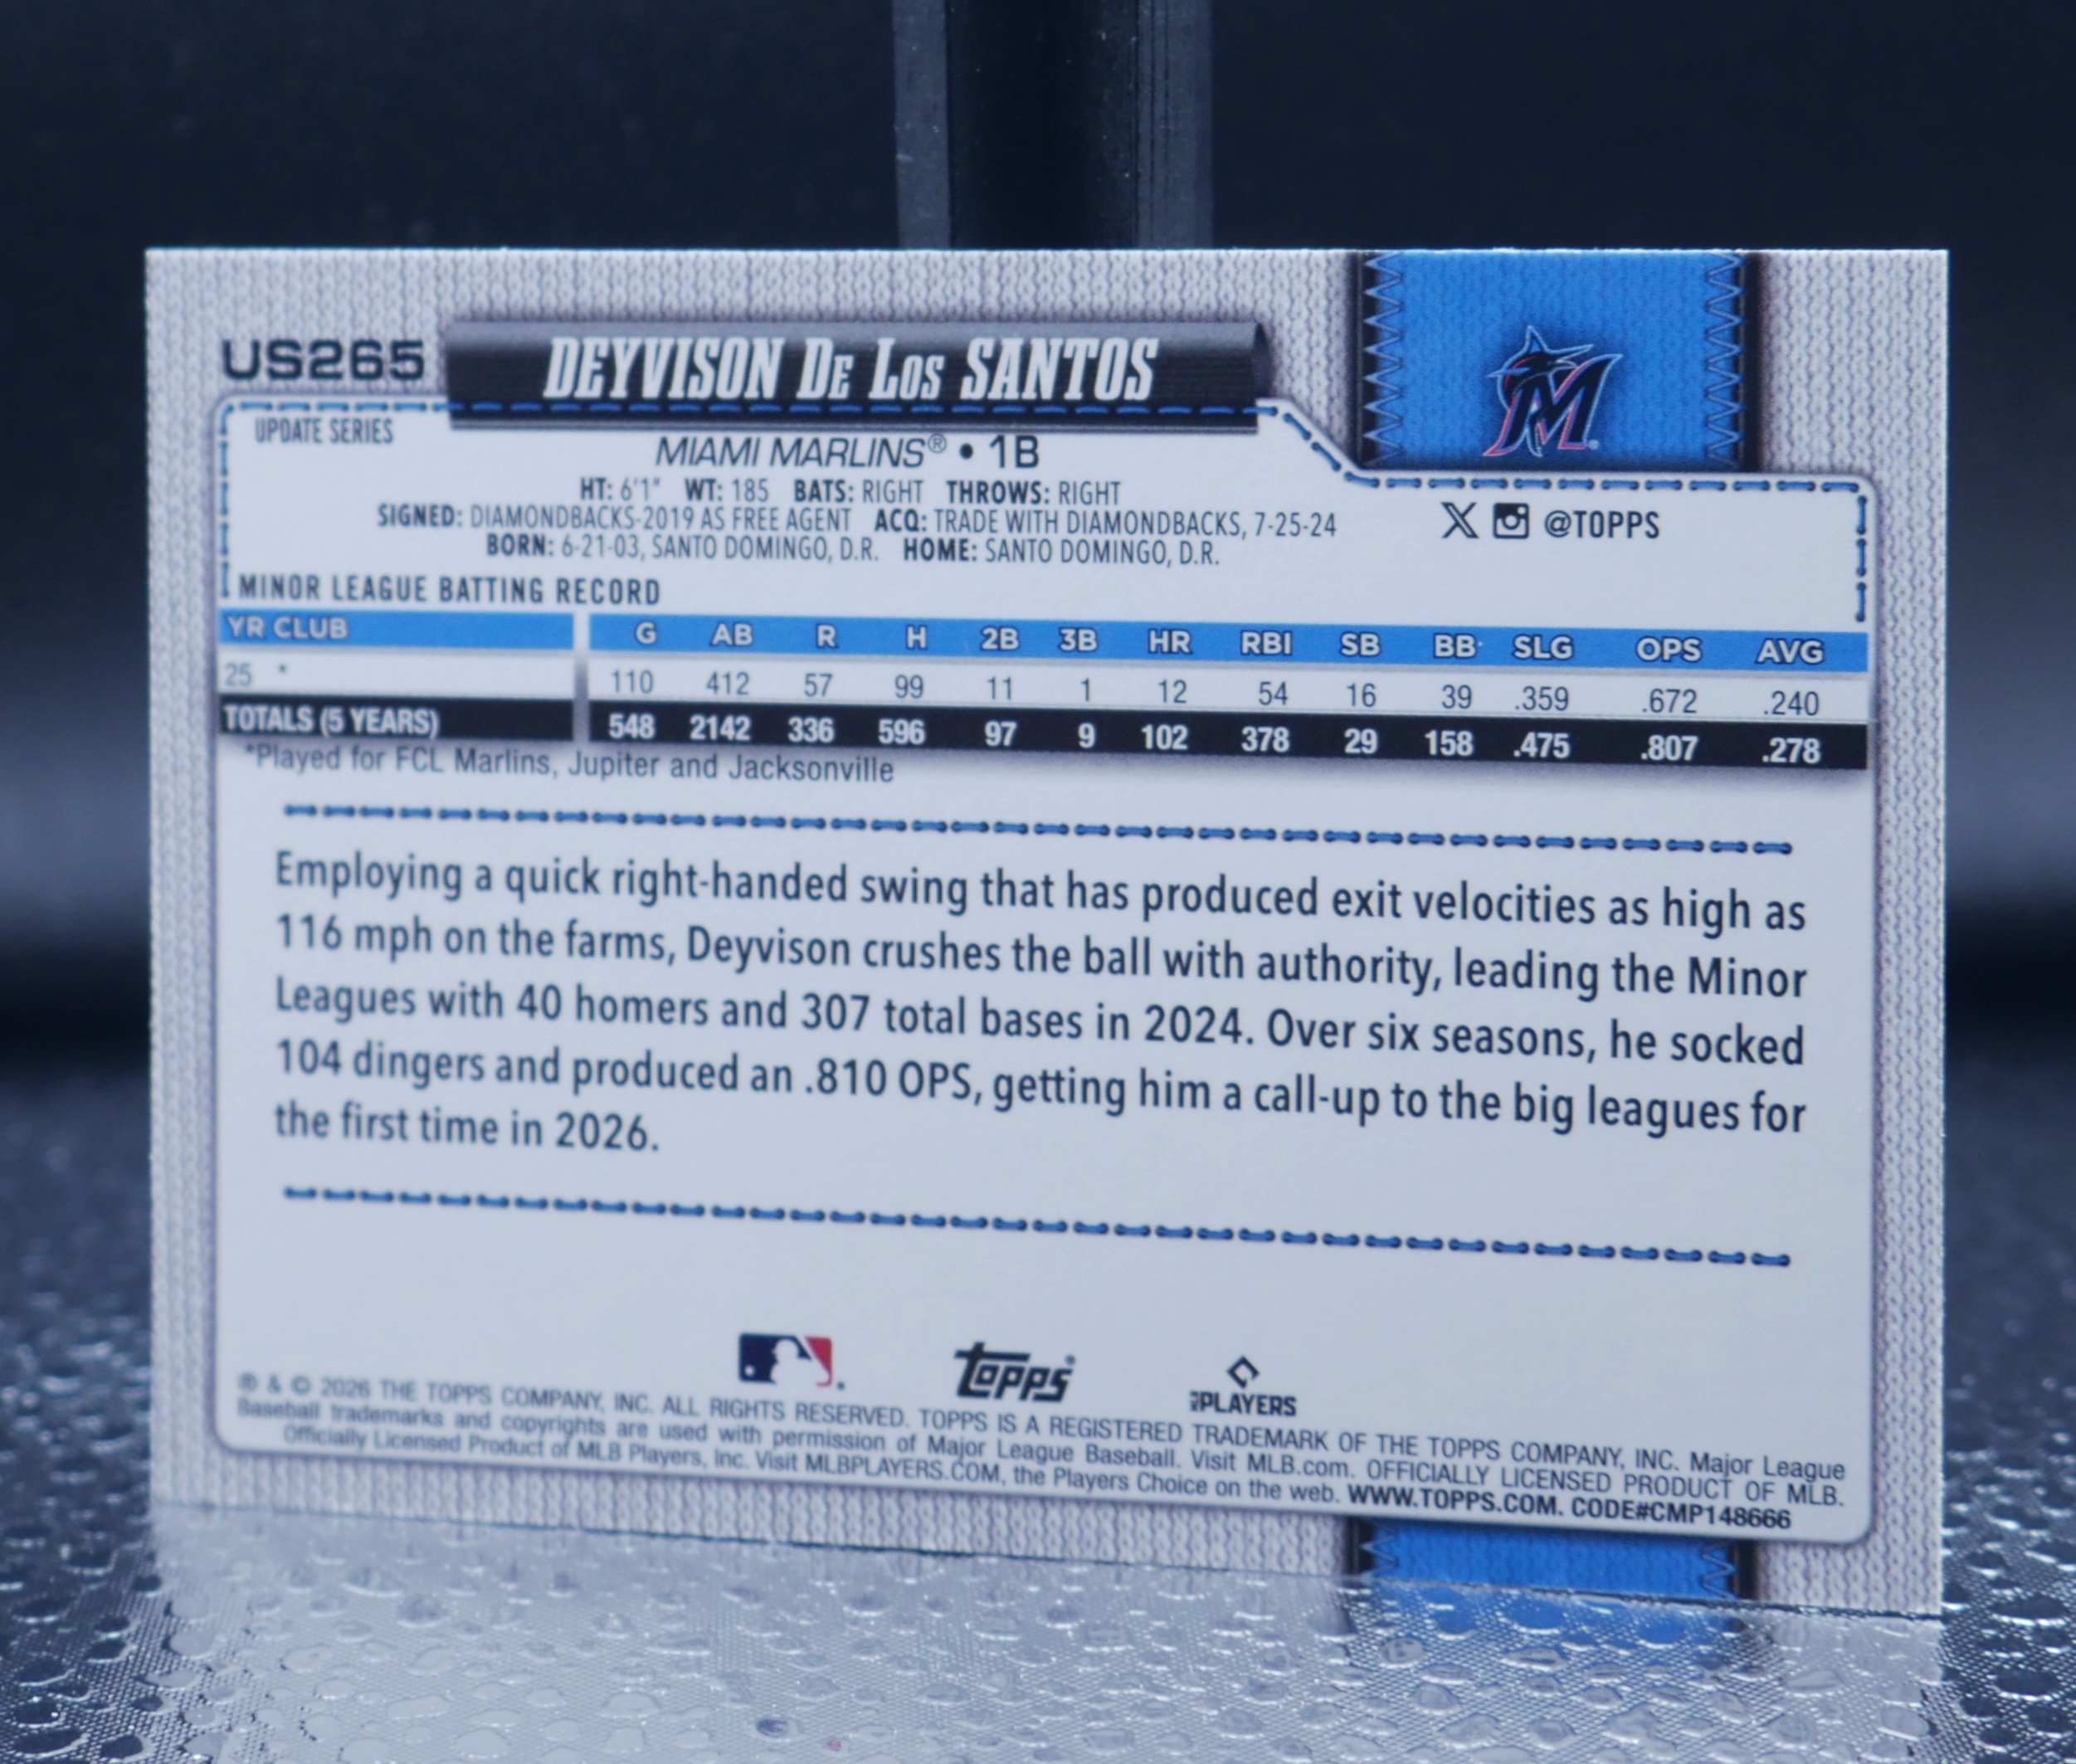 US265
DEYVISON DE LOS SANTOS
UPDATE SERIES
MIAMI MARLINS® • 1B
HT: 6'1" WT: 185 BATS: RIGHT THROWS: RIGHT
SIGNED: DIAMONDBACKS-2019 AS FREE AGENT ACQ: TRADE WITH DIAMONDBACKS, 7-25-24
BORN: 6-21-03, SANTO DOMINGO, D.R. HOME: SANTO DOMINGO, D.R.
X @TOPPS
MINOR LEAGUE BATTING RECORD
YR CLUB G AB R H 2B 3B HR RBI SB BB SLG OPS AVG
25 * 110 412 57 99 11 1 12 54 16 39 .359 .672 .240
TOTALS (5 YEARS) 548 2142 336 596 97 9 102 378 29 158 .475 .807 .278
*Played for FCL Marlins, Jupiter and Jacksonville
Employing a quick right-handed swing that has produced exit velocities as high as
116 mph on the farms, Deyvison crushes the ball with authority, leading the Minor
Leagues with 40 homers and 307 total bases in 2024. Over six seasons, he socked
104 dingers and produced an .810 OPS, getting him a call-up to the big leagues for
the first time in 2026.
topps®
PLAYERS
® & © 2026 THE TOPPS COMPANY, INC. ALL RIGHTS RESERVED. TOPPS IS A REGISTERED TRADEMARK OF THE TOPPS COMPANY, INC. Major League
Baseball trademarks and copyrights are used with permission of Major League Baseball. Visit MLB.com. OFFICIALLY LICENSED PRODUCT OF MLB.
Officially Licensed Product of MLB Players, Inc. Visit MLBPLAYERS.COM, the Players Choice on the web. WWW.TOPPS.COM. CODE#CMP148666